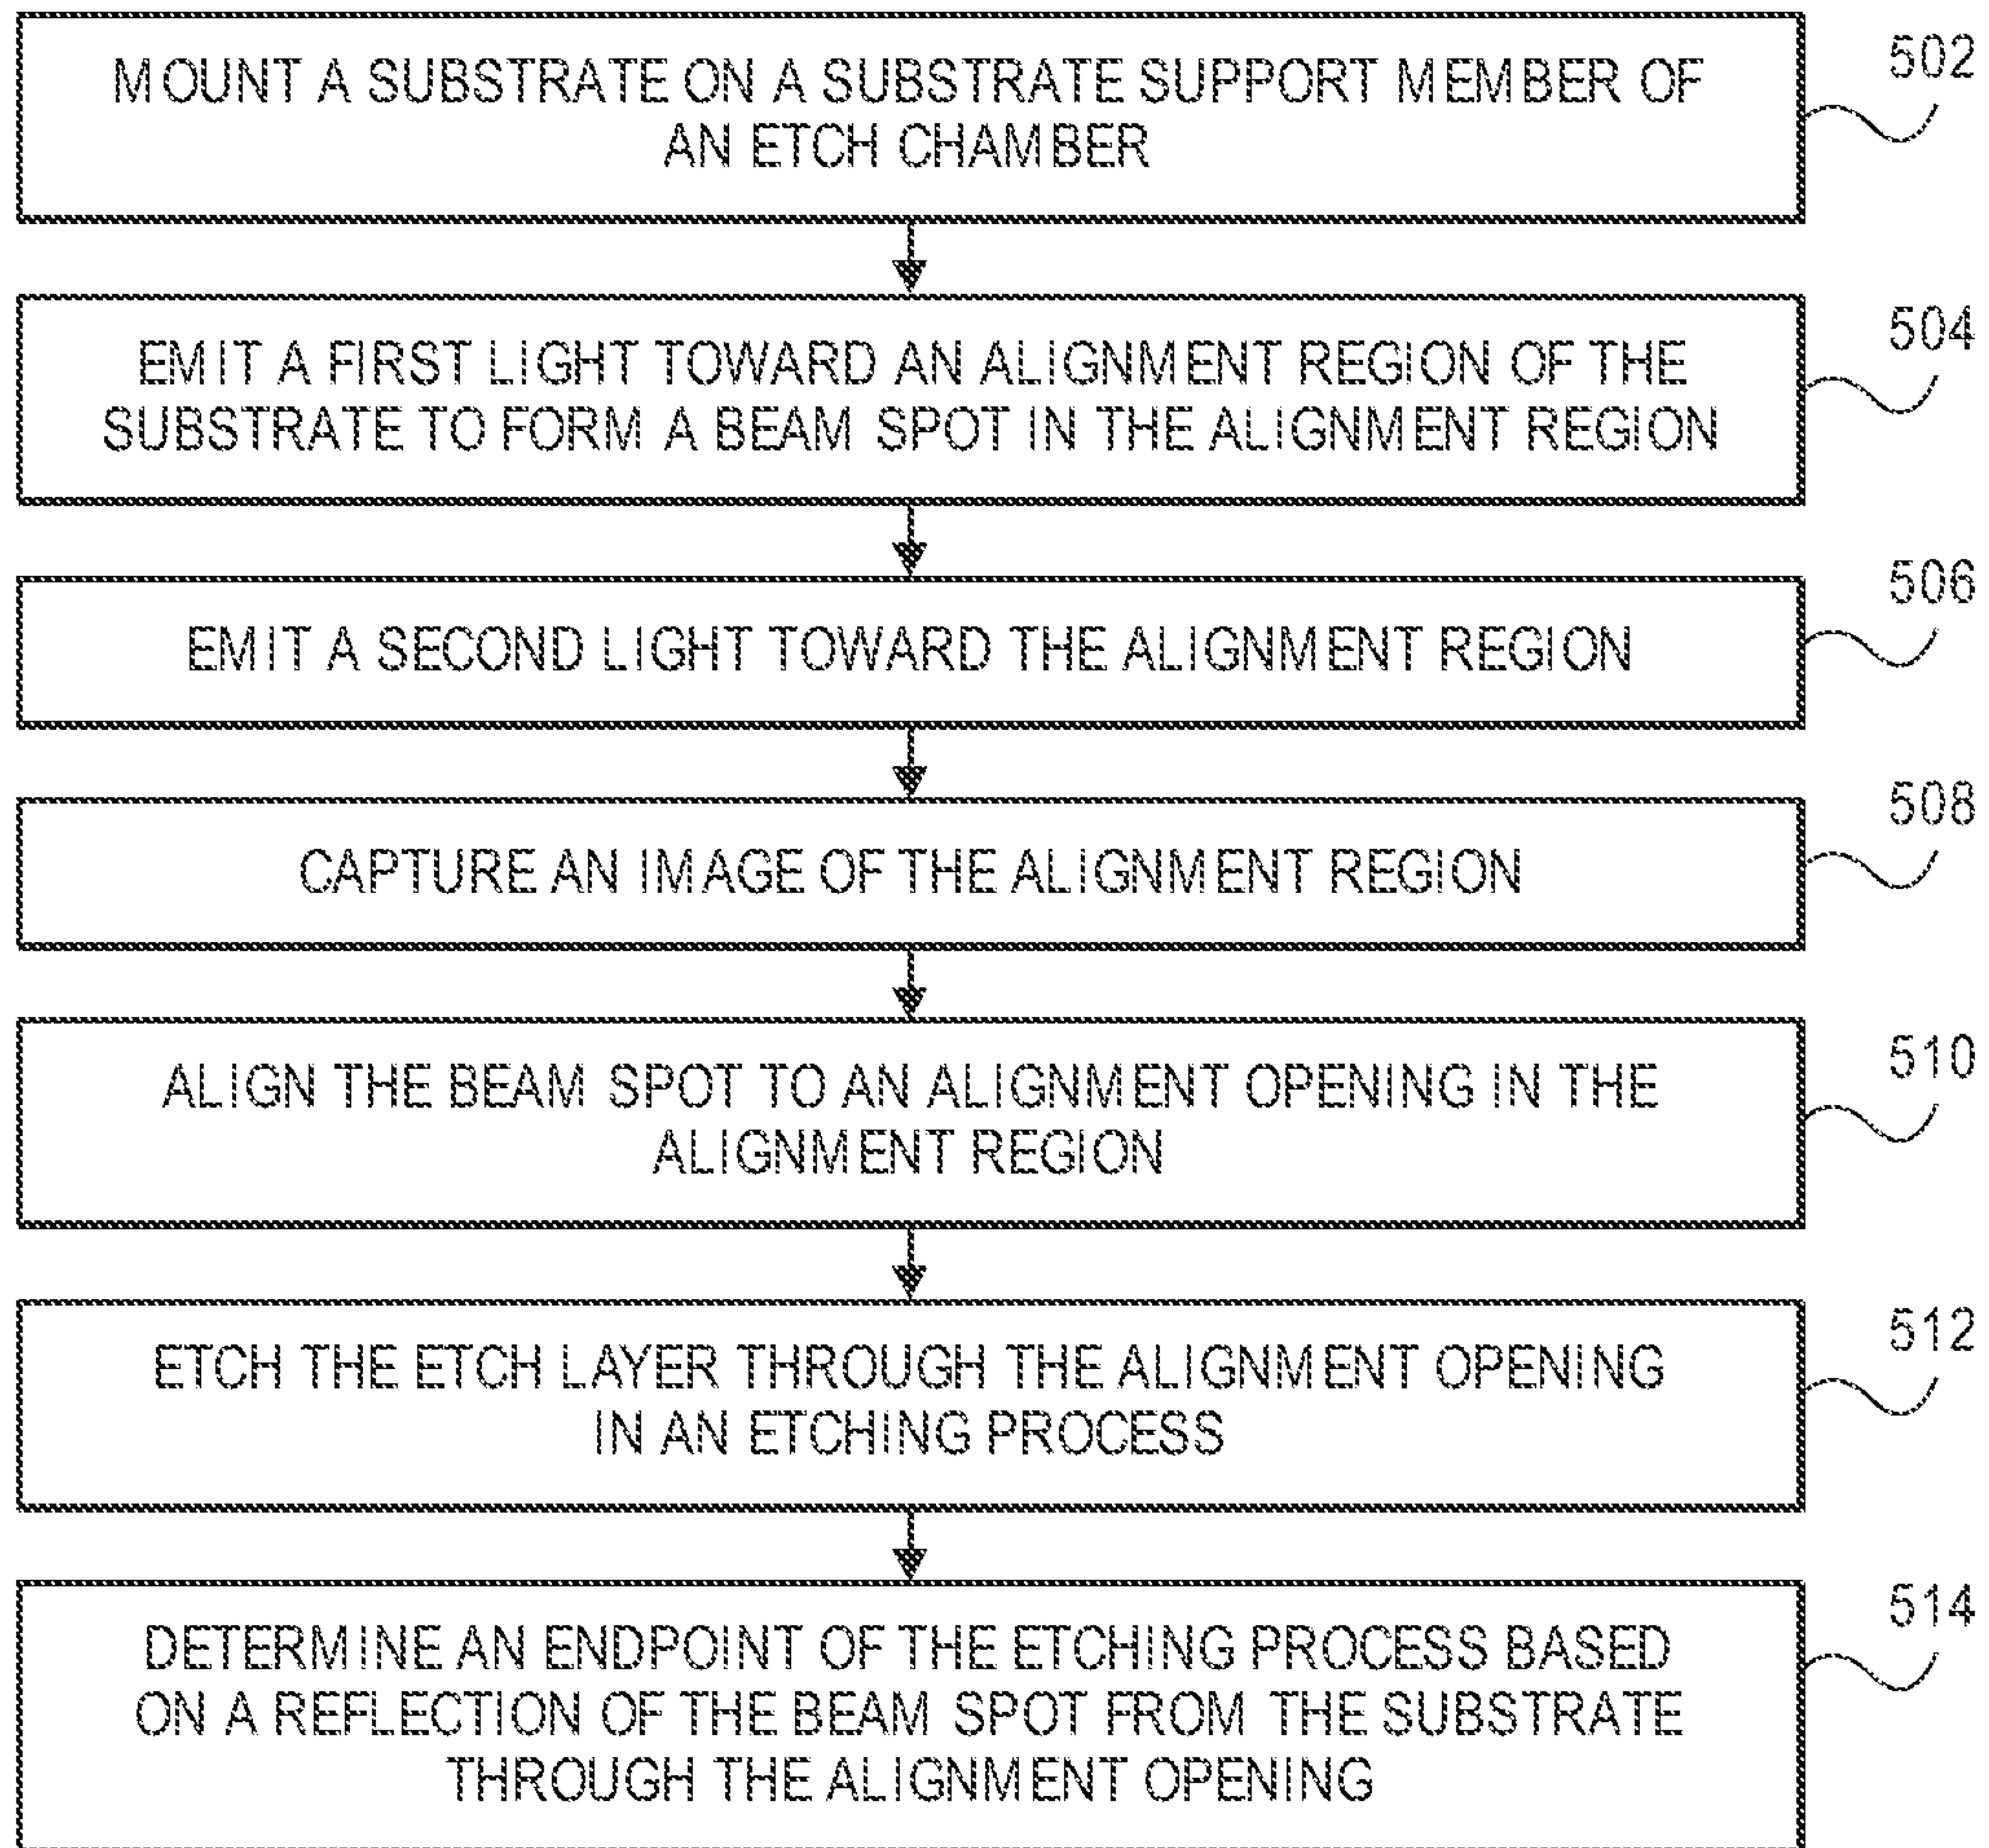 MOUNT A SUBSTRATE ON A SUBSTRATE SUPPORT MEMBER OF
AN ETCH CHAMBER
502
EMIT A FIRST LIGHT TOWARD AN ALIGNMENT REGION OF THE
SUBSTRATE TO FORM A BEAM SPOT IN THE ALIGNMENT REGION
504
EMIT A SECOND LIGHT TOWARD THE ALIGNMENT REGION
506
CAPTURE AN IMAGE OF THE ALIGNMENT REGION
508
ALIGN THE BEAM SPOT TO AN ALIGNMENT OPENING IN THE
ALIGNMENT REGION
510
ETCH THE ETCH LAYER THROUGH THE ALIGNMENT OPENING
IN AN ETCHING PROCESS
512
DETERMINE AN ENDPOINT OF THE ETCHING PROCESS BASED
ON A REFLECTION OF THE BEAM SPOT FROM THE SUBSTRATE
THROUGH THE ALIGNMENT OPENING
514